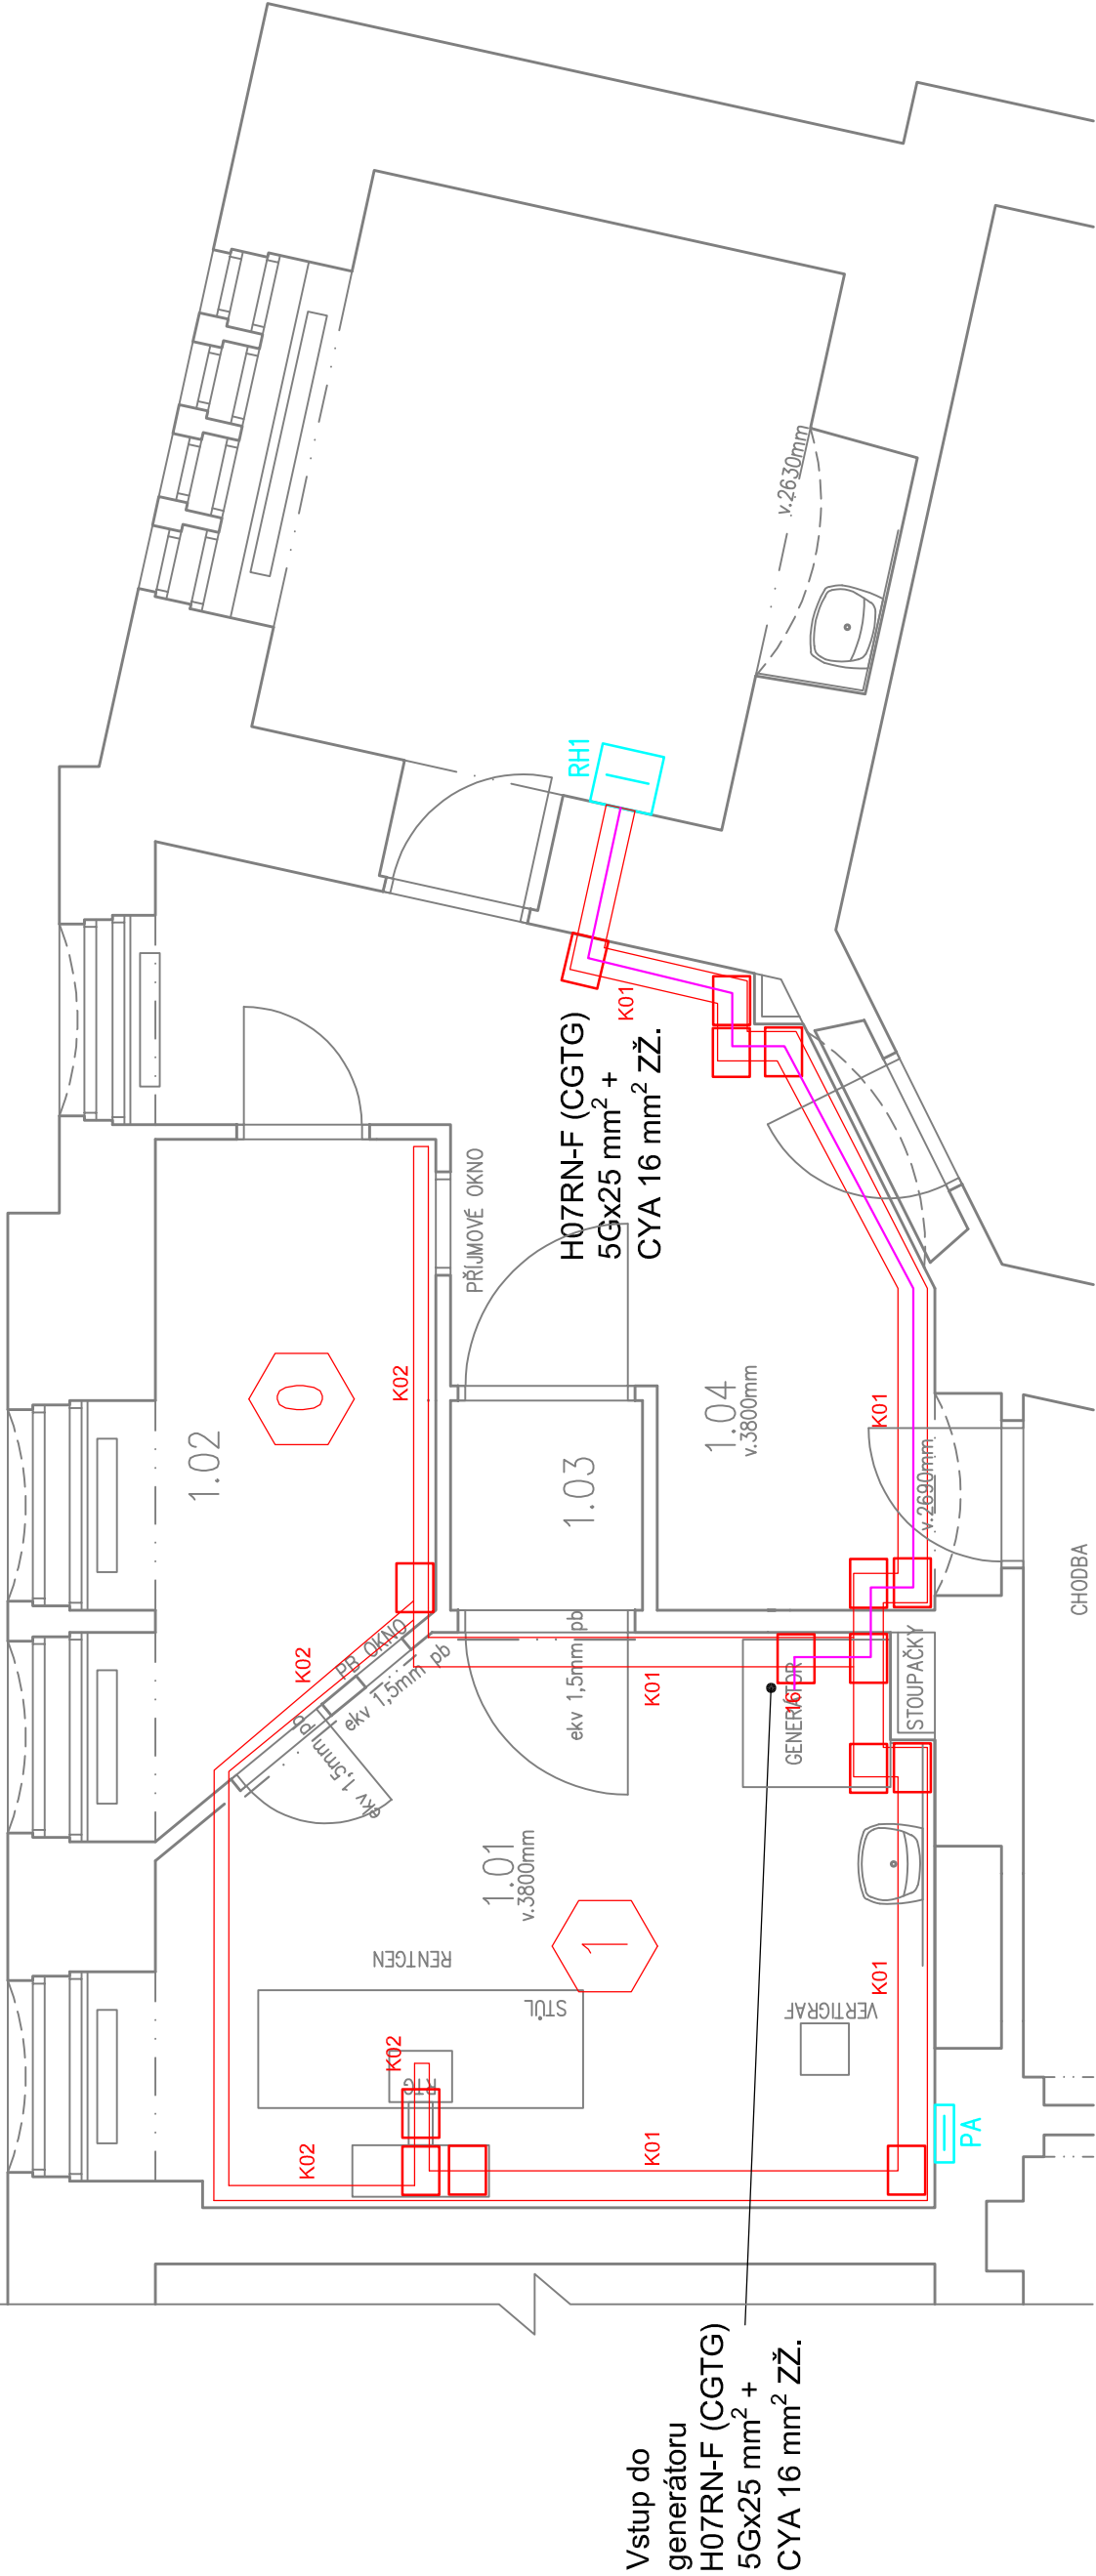 RH1
v.2630mm
K01
H07RN-F (CGTG)
5Gx25 mm² +
CYA 16 mm² ZŽ.
PŘÍJMOVÉ OKNO
K02
0
1.02
1.03
1.04
v.3800mm
K01
v.2690mm
CHODBA
K02
PB OKNO
ekv 1,5mm pb
ekv 1,5mm pb
ekv 1,5mm pb
K01
16
GENERÁTOR
STOUPAČKY
1.01
v.3800mm
1
RENTGEN
STŮL
VERTIGRAF
K01
K02
RTG
K02
K01
PA
Vstup do
generátoru
H07RN-F (CGTG)
5Gx25 mm² +
CYA 16 mm² ZŽ.